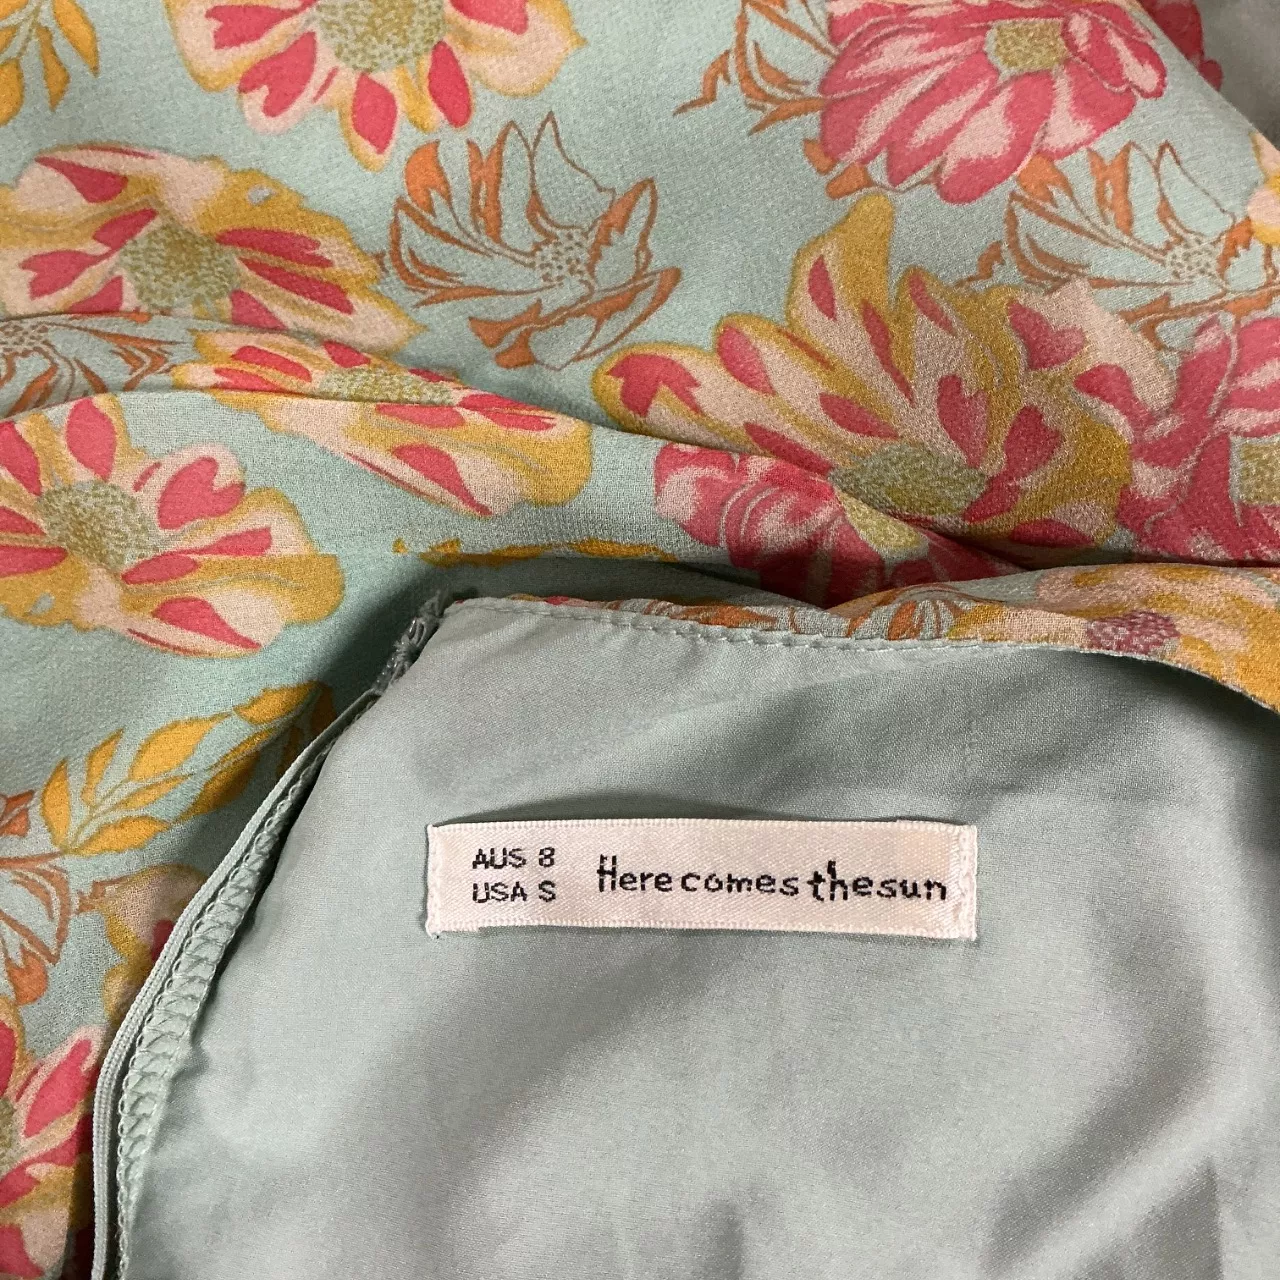 AUS 8
USA S
Here comes the sun